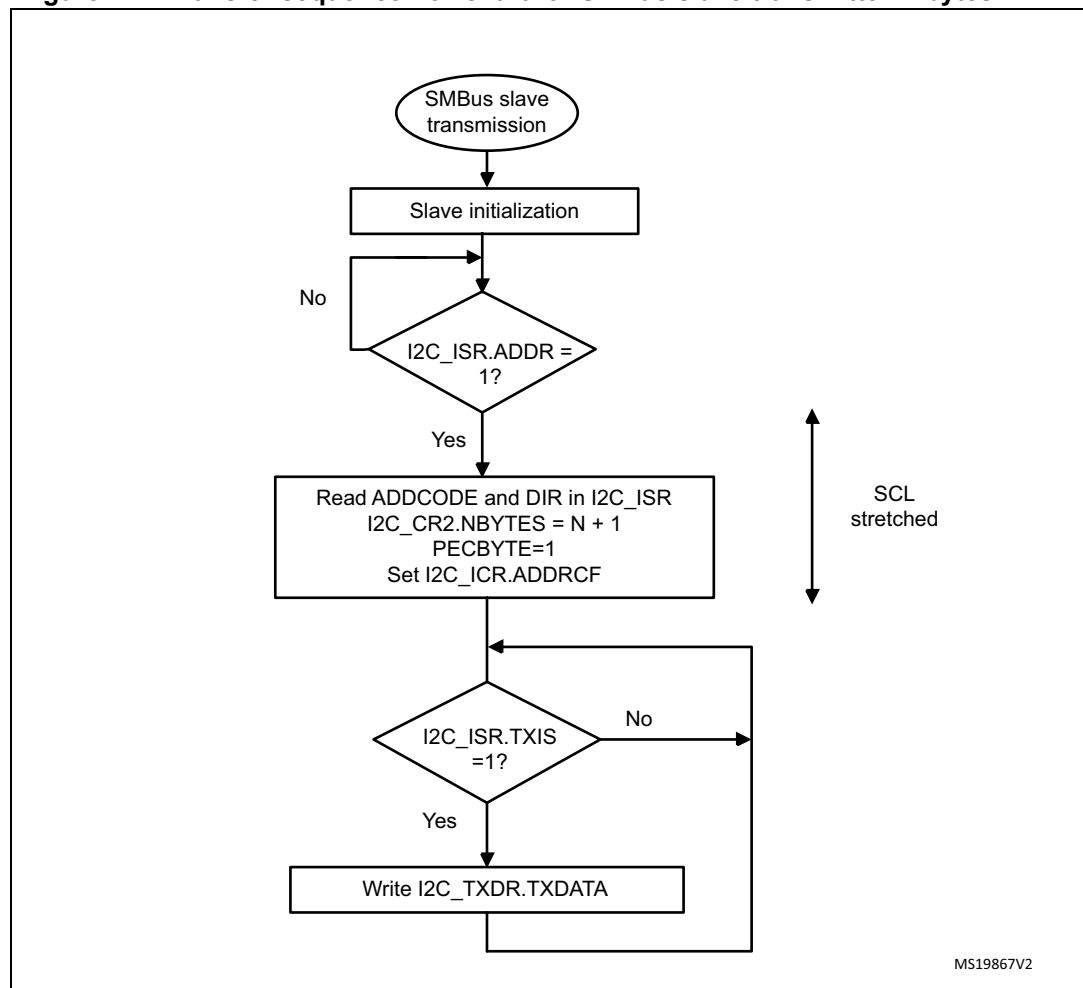 SMBus slave
transmission
Slave initialization
No
I2C_ISR.ADDR =
1?
Yes
Read ADDCODE and DIR in I2C_ISR
I2C_CR2.NBYTES = N + 1
PECBYTE=1
Set I2C_ICR.ADDRCF
SCL
stretched
I2C_ISR.TXIS
=1?
No
Yes
Write I2C_TXDR.TXDATA
MS19867V2